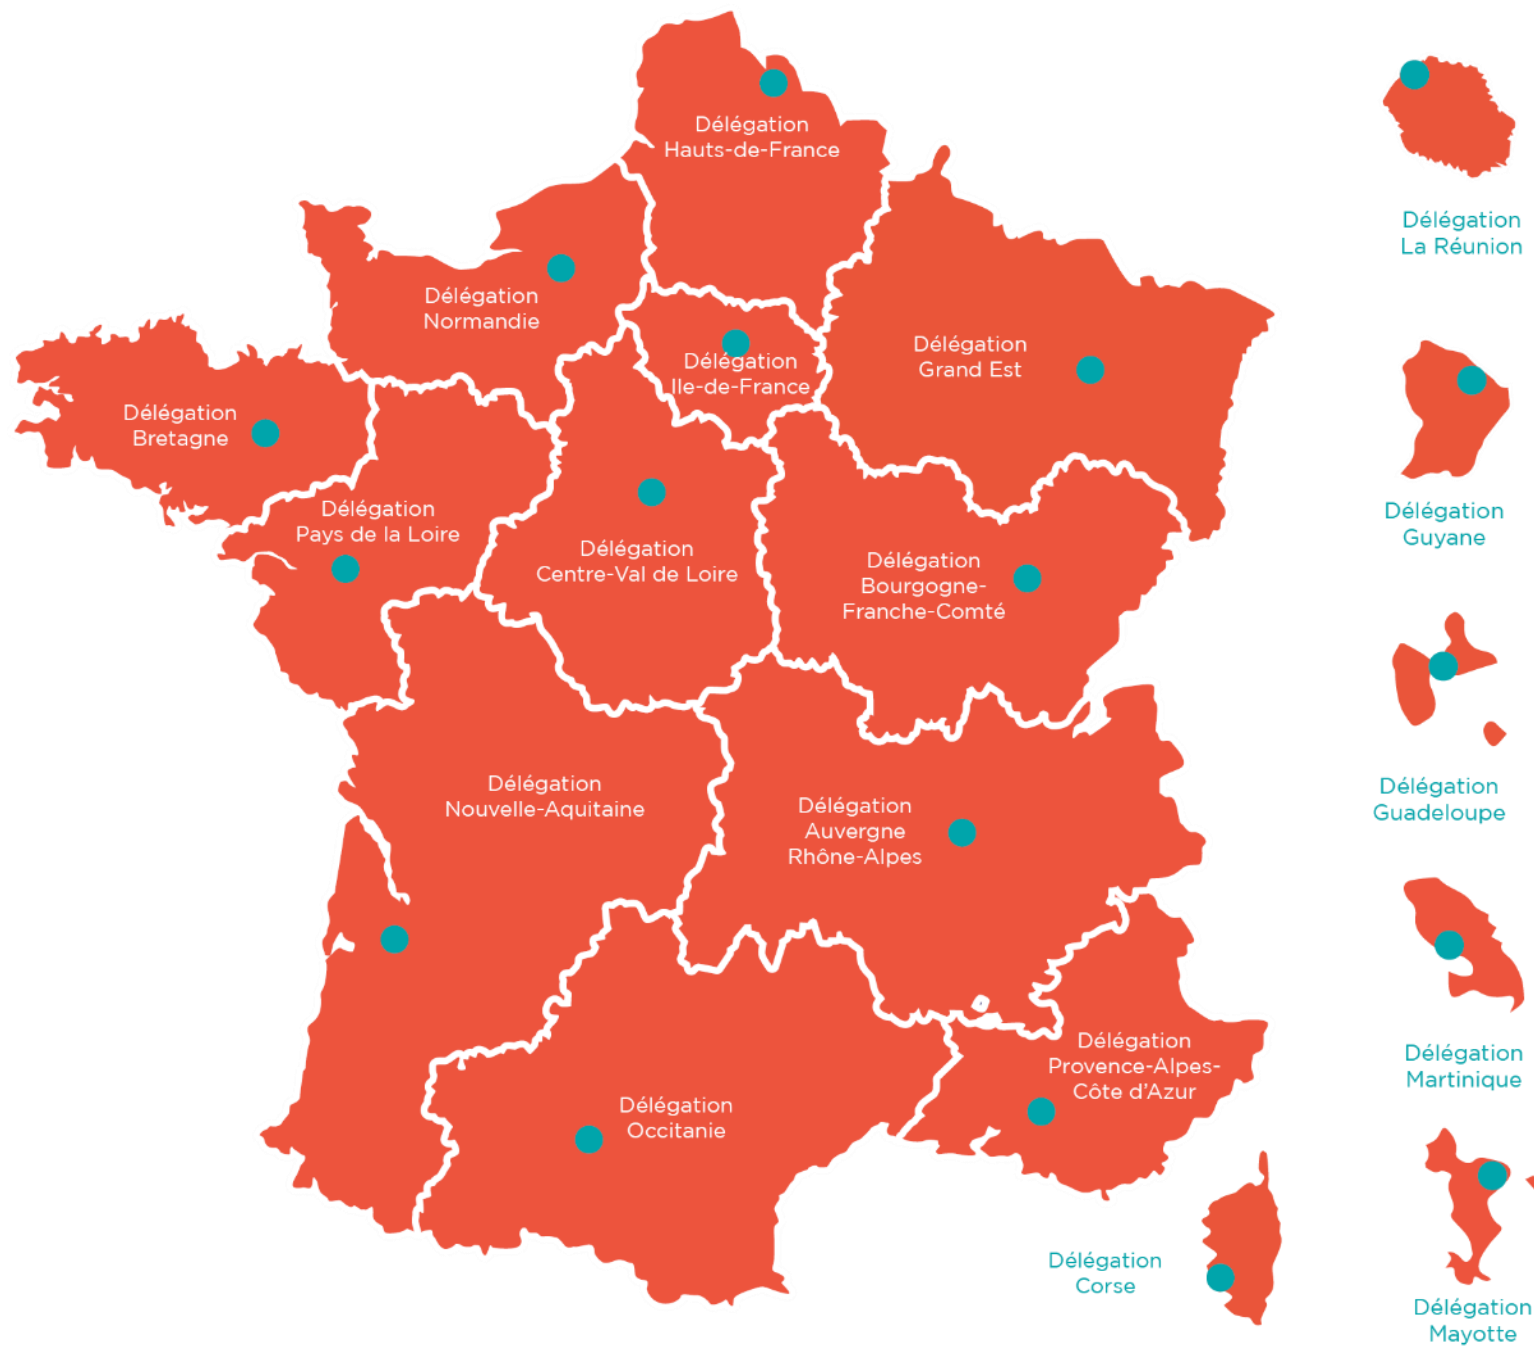 Délégation
Hauts-de-France
Délégation
La Réunion
Délégation
Normandie
Délégation
Ile-de-France
Délégation
Grand Est
Délégation
Bretagne
Délégation
Pays de la Loire
Délégation
Centre-Val de Loire
Délégation
Bourgogne-
Franche-Comté
Délégation
Guyane
Délégation
Nouvelle-Aquitaine
Délégation
Auvergne
Rhône-Alpes
Délégation
Guadeloupe
Délégation
Provence-Alpes-
Côte d'Azur
Délégation
Martinique
Délégation
Occitanie
Délégation
Corse
Délégation
Mayotte